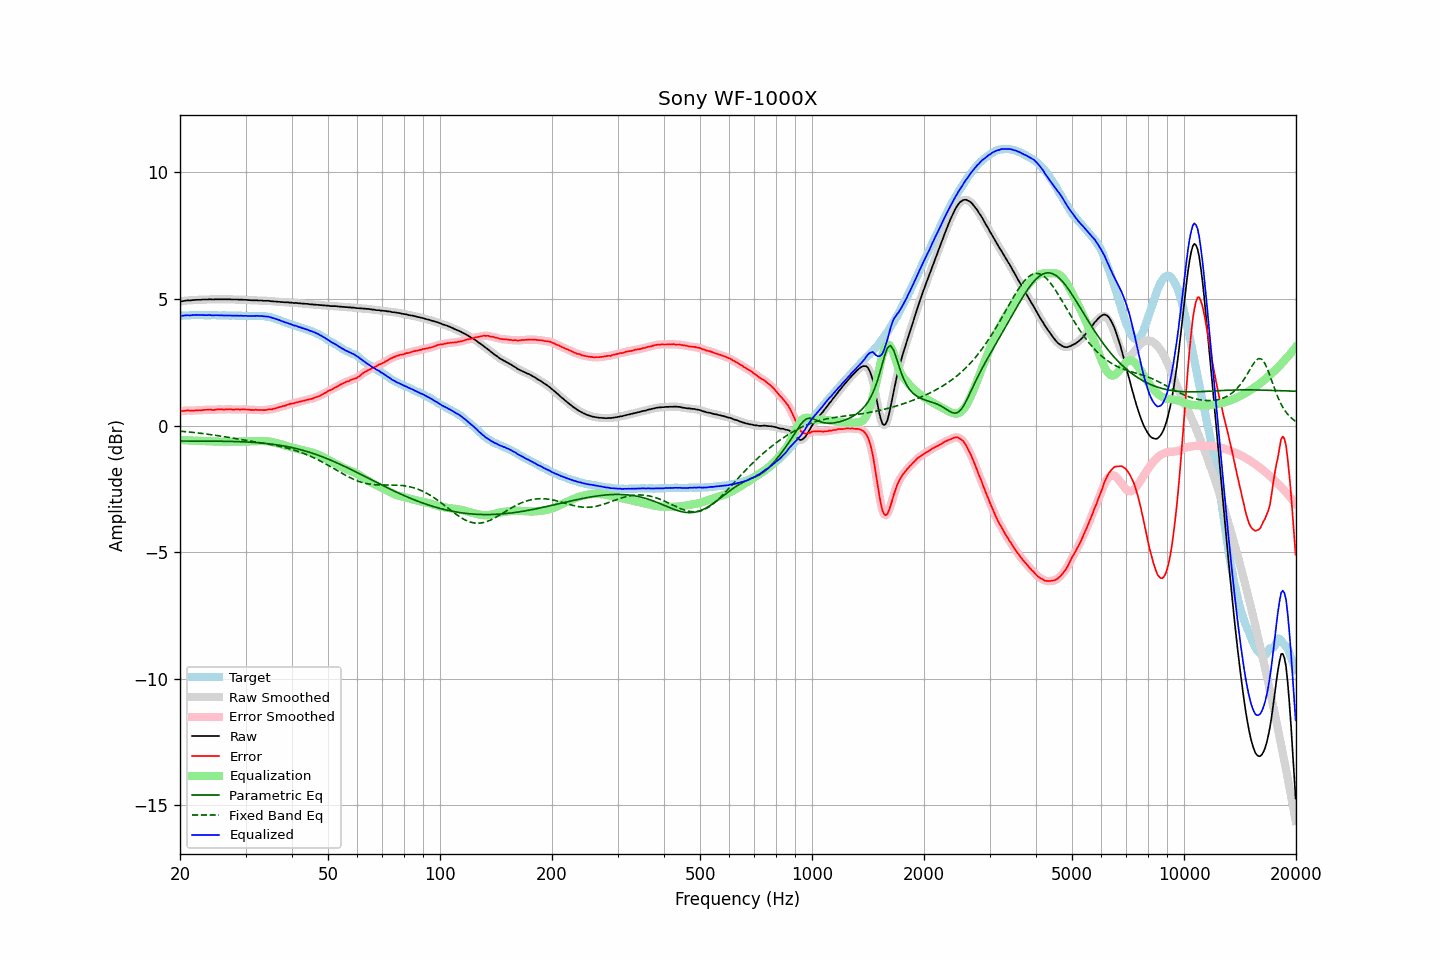 Sony WF-1000X
Amplitude (dBr)
10
5
0
−5
−10
−15
Target
Raw Smoothed
Error Smoothed
Raw
Error
Equalization
Parametric Eq
Fixed Band Eq
Equalized
20 50 100 200 500 1000 2000 5000 10000 20000
Frequency (Hz)